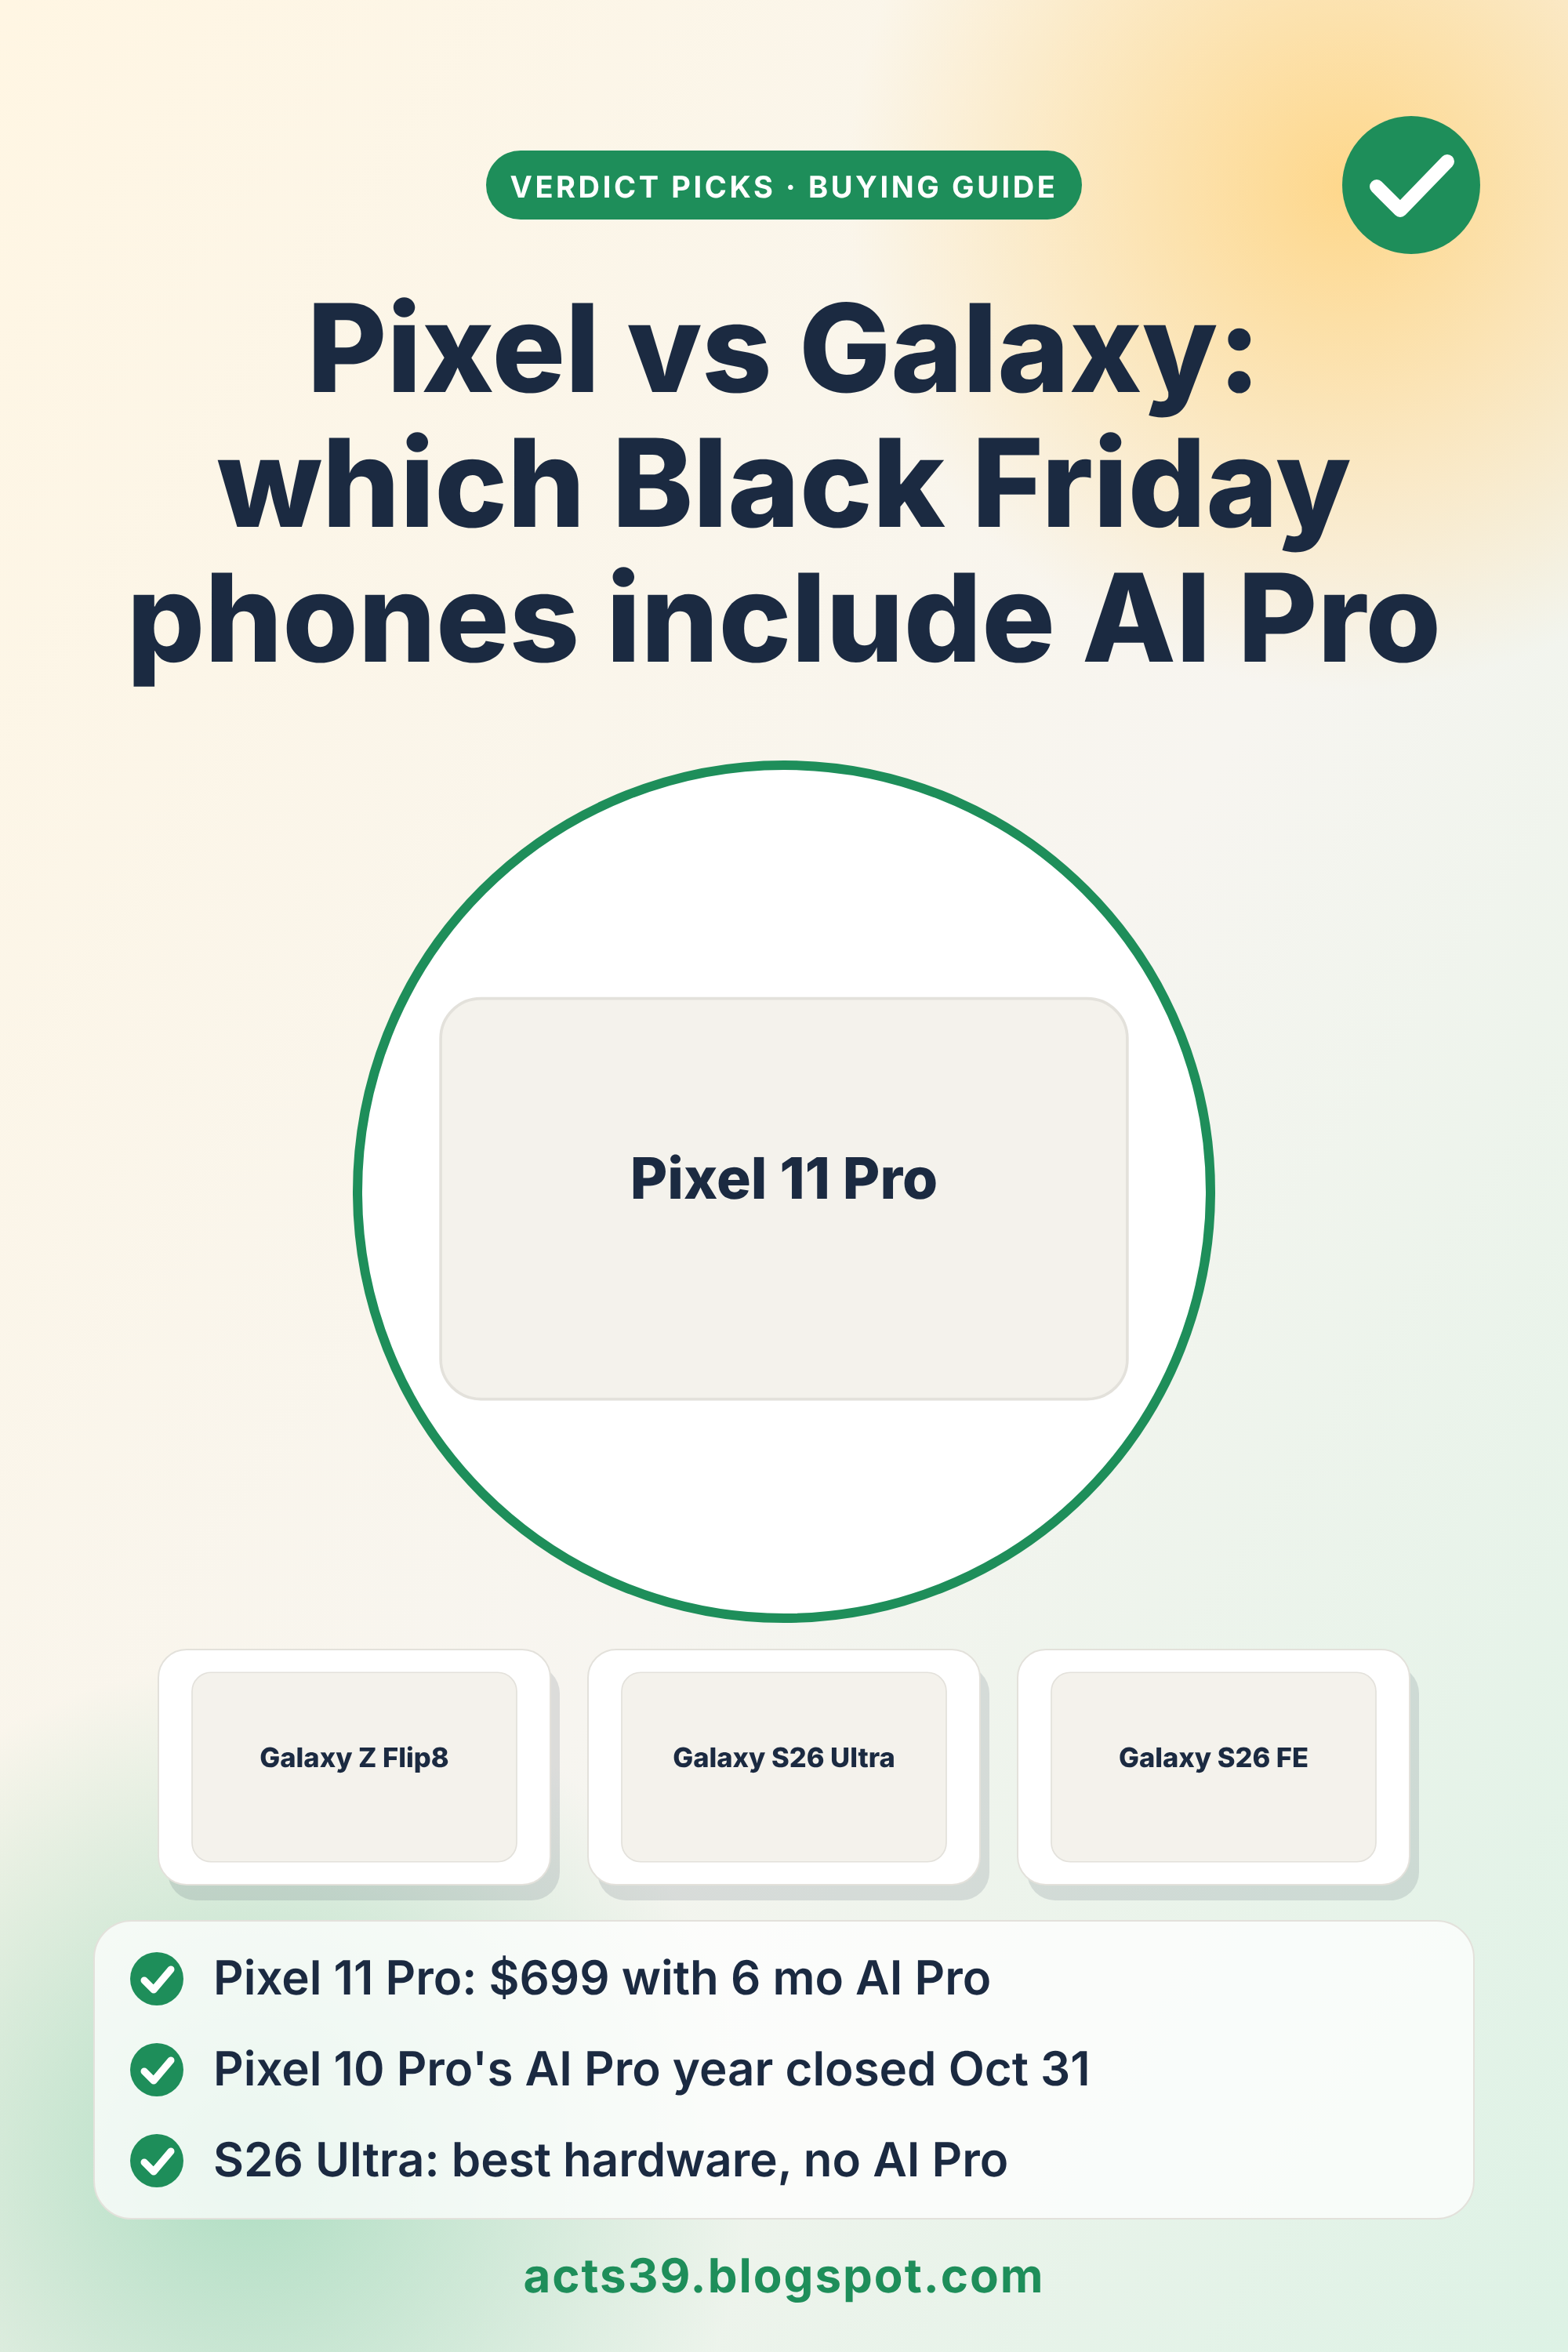 VERDICT PICKS · BUYING GUIDE
Pixel vs Galaxy:
which Black Friday
phones include AI Pro
Pixel 11 Pro
Galaxy Z Flip8
Galaxy S26 Ultra
Galaxy S26 FE
Pixel 11 Pro: $699 with 6 mo AI Pro
Pixel 10 Pro's AI Pro year closed Oct 31
S26 Ultra: best hardware, no AI Pro
acts39.blogspot.com